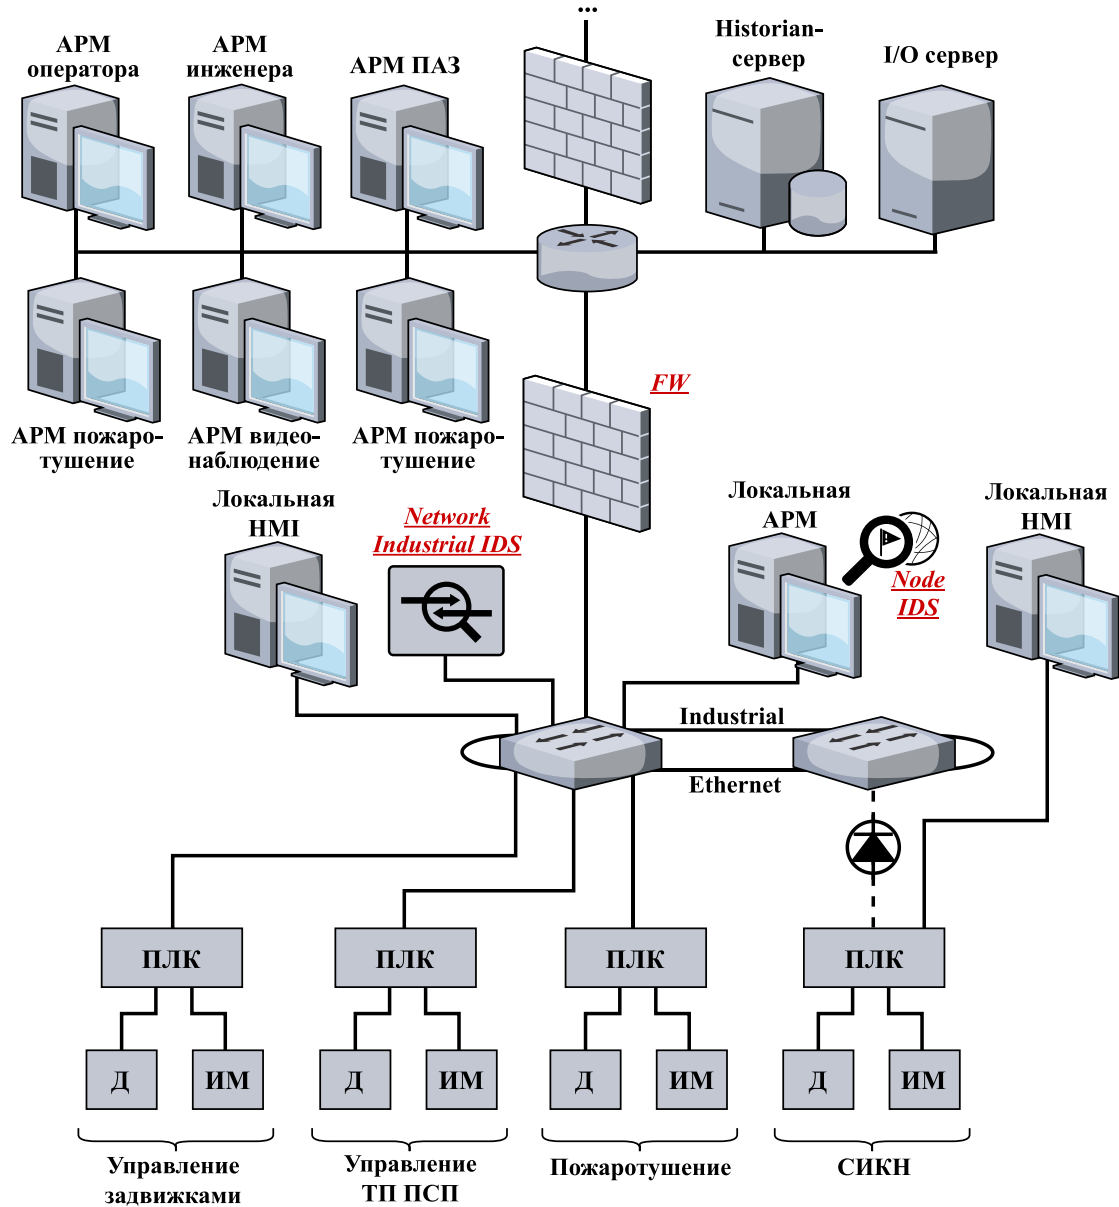 ...
АРМ
оператора
АРМ
инженера
АРМ ПАЗ
Historian-
сервер
I/O сервер
АРМ пожаро-
тушение
АРМ видео-
наблюдение
АРМ пожаро-
тушение
FW
Локальная
HMI
Network
Industrial IDS
Локальная
АРМ
Node
IDS
Локальная
HMI
Industrial
Ethernet
ПЛК
ПЛК
ПЛК
ПЛК
Д
ИМ
Д
ИМ
Д
ИМ
Д
ИМ
Управление
задвижками
Управление
ТП ПСП
Пожаротушение
СИКН